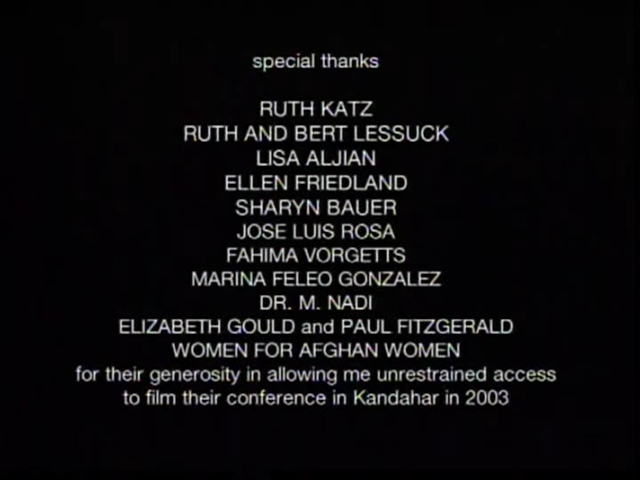 special thanks
RUTH KATZ
RUTH AND BERT LESSUCK
LISA ALJIAN
ELLEN FRIEDLAND
SHARYN BAUER
JOSE LUIS ROSA
FAHIMA VORGETTS
MARINA FELEO GONZALEZ
DR. M. NADI
ELIZABETH GOULD and PAUL FITZGERALD
WOMEN FOR AFGHAN WOMEN
for their generosity in allowing me unrestrained access
to film their conference in Kandahar in 2003